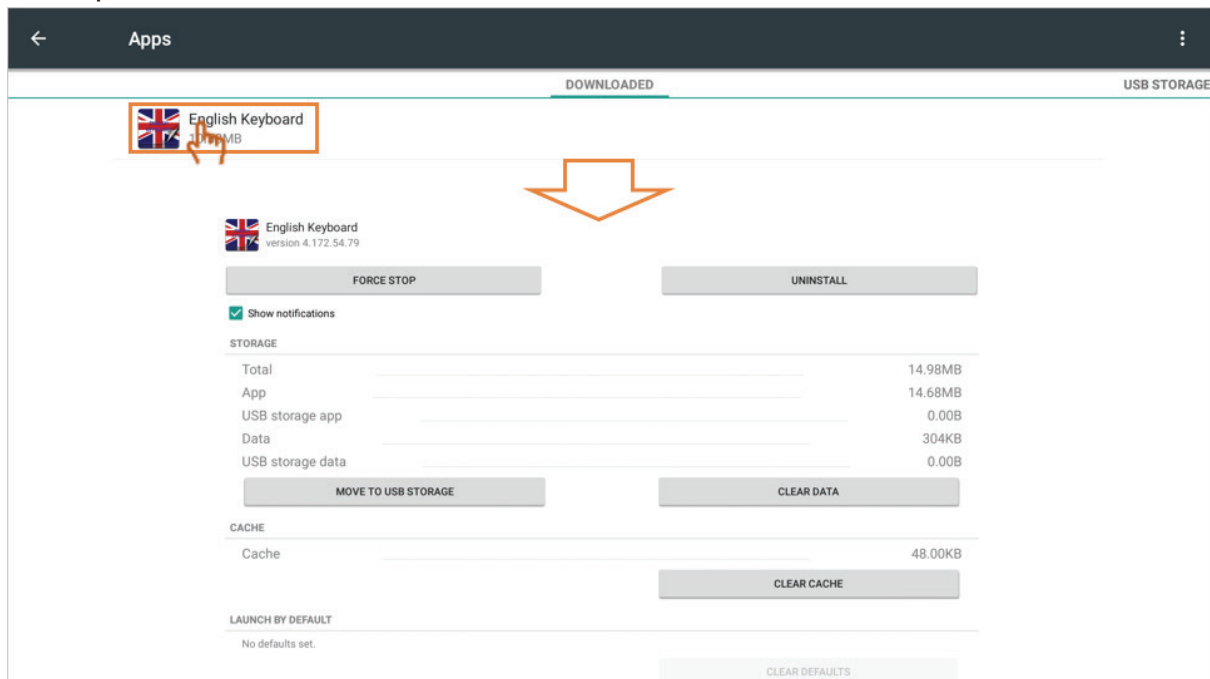 Apps
DOWNLOADED USB STORAGE
English Keyboard
English Keyboard
version 4.172.54.79
FORCE STOP UNINSTALL
Show notifications
STORAGE
Total 14.98MB
App 14.68MB
USB storage app 0.00B
Data 304KB
USB storage data 0.00B
MOVE TO USB STORAGE CLEAR DATA
CACHE
Cache 48.00KB
CLEAR CACHE
LAUNCH BY DEFAULT
No defaults set.
CLEAR DEFAULTS